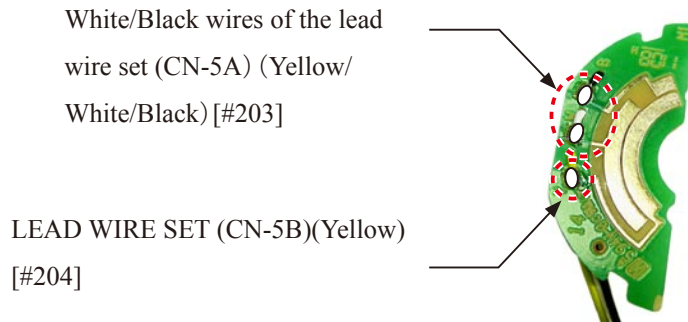 White/Black wires of the lead
wire set (CN-5A) (Yellow/
White/Black) [#203]
LEAD WIRE SET (CN-5B)(Yellow)
[#204]
14